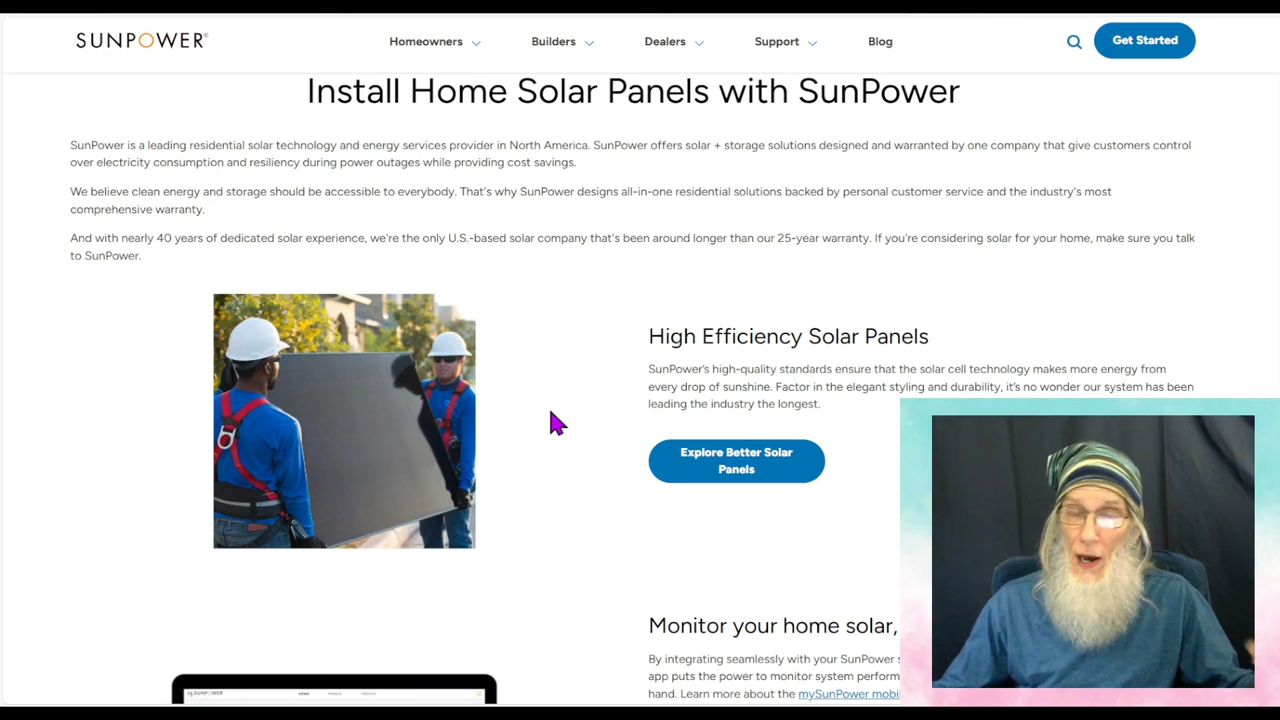 SUNPOWER®
Homeowners
Builders
Dealers
Support
Blog
Get Started
Install Home Solar Panels with SunPower
SunPower is a leading residential solar technology and energy services provider in North America. SunPower offers solar + storage solutions designed and warranted by one company that give customers control
over electricity consumption and resiliency during power outages while providing cost savings.
We believe clean energy and storage should be accessible to everybody. That's why SunPower designs all-in-one residential solutions backed by personal customer service and the industry's most
comprehensive warranty.
And with nearly 40 years of dedicated solar experience, we're the only U.S.-based solar company that's been around longer than our 25-year warranty. If you're considering solar for your home, make sure you talk
to SunPower.
High Efficiency Solar Panels
SunPower's high-quality standards ensure that the solar cell technology makes more energy from
every drop of sunshine. Factor in the elegant styling and durability, it's no wonder our system has been
leading the industry the longest.
Explore Better Solar
Panels
Monitor your home solar,
By integrating seamlessly with your SunPower s
app puts the power to monitor system perform
hand. Learn more about the mySunPower mobi
SUNPOWER